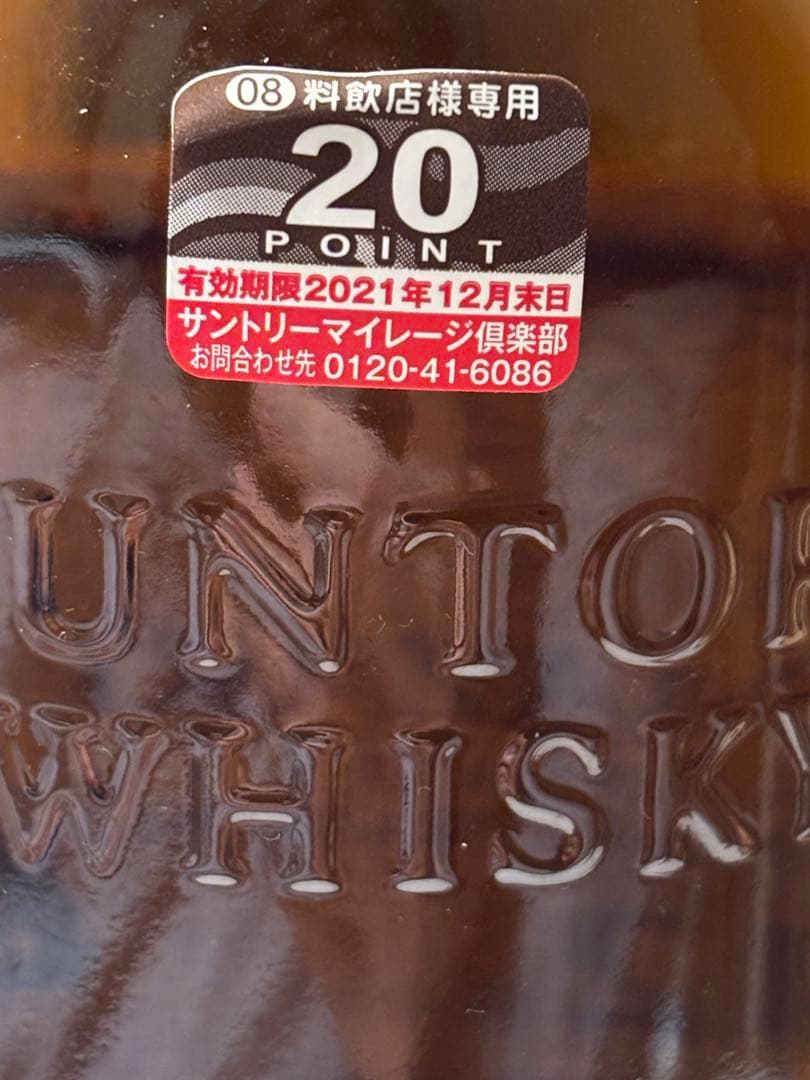 08 料飲店様専用
20
POINT
有効期限2021年12月末日
サントリーマイレージ倶楽部
お問合わせ先 0120-41-6086
UNTOR
WHISKY